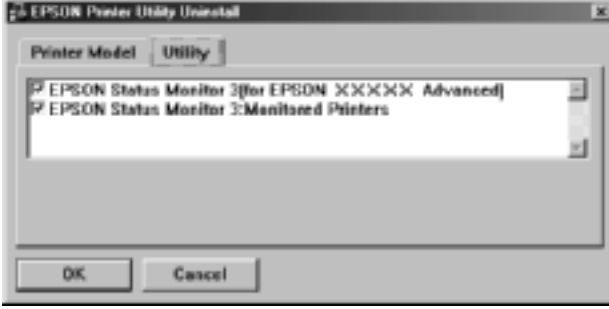 EPSON Printer Utility Uninstall
Printer Model Utility
EPSON Status Monitor 3[for EPSON XXXXX Advanced]
EPSON Status Monitor 3:Monitored Printers
OK Cancel